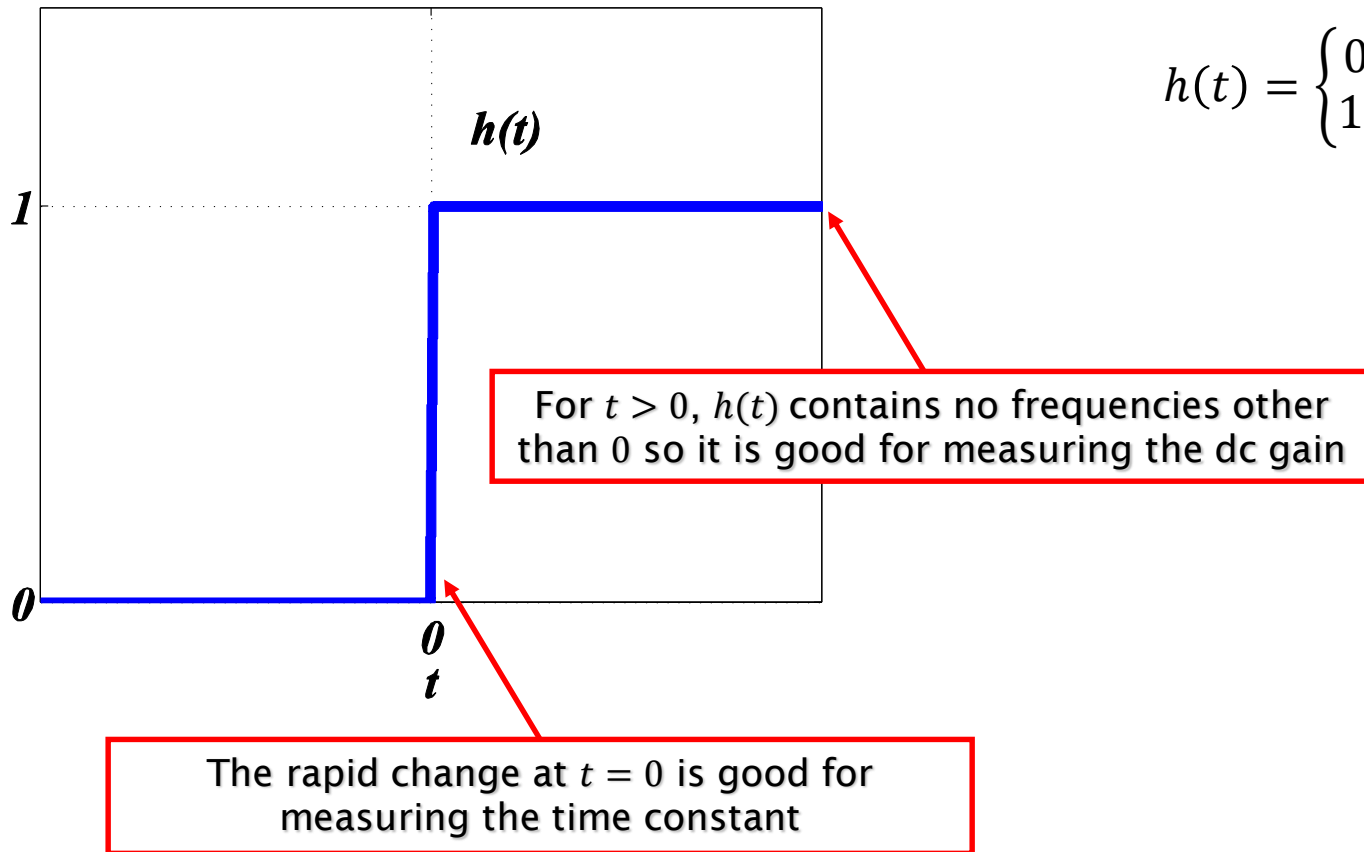 h(t) = {0
1
h(t)
1
For t > 0, h(t) contains no frequencies other
than 0 so it is good for measuring the dc gain
0
0
t
The rapid change at t = 0 is good for
measuring the time constant